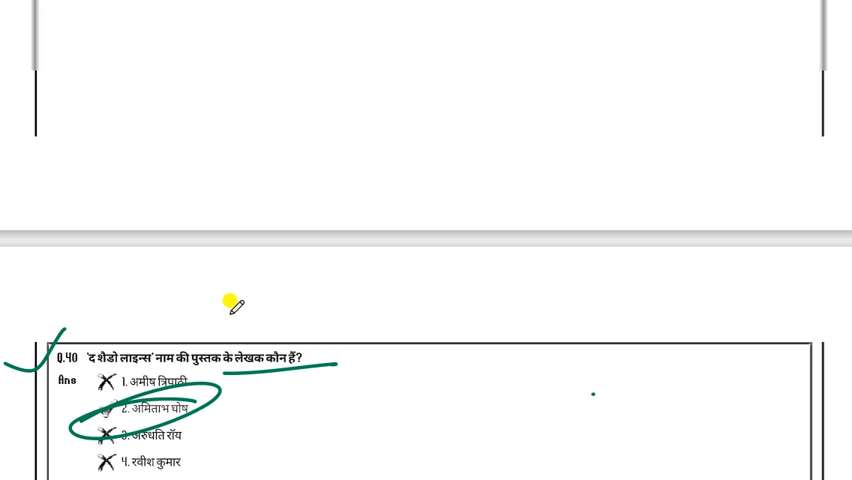 Q.40 'द शैडो लाइन्स' नाम की पुस्तक के लेखक कौन हैं?
Ans 1. अमीष त्रिपाठी
2. अमिताभ घोष
3. अरुंधति रॉय
4. रवीश कुमार